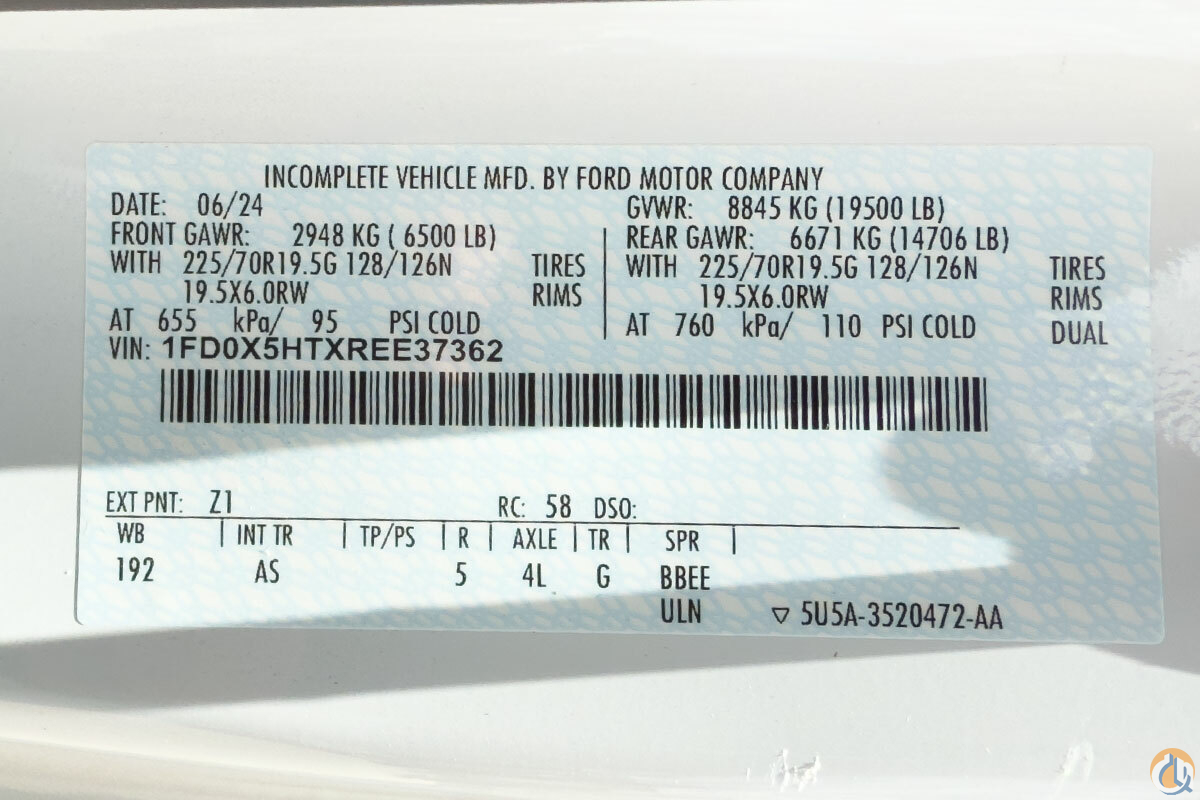 INCOMPLETE VEHICLE MFD. BY FORD MOTOR COMPANY
DATE: 06/24 GVWR: 8845 KG (19500 LB)
FRONT GAWR: 2948 KG ( 6500 LB) REAR GAWR: 6671 KG (14706 LB)
WITH 225/70R19.5G 128/126N TIRES WITH 225/70R19.5G 128/126N TIRES
19.5X6.0RW RIMS 19.5X6.0RW RIMS
AT 655 kPa/ 95 PSI COLD AT 760 kPa/ 110 PSI COLD DUAL
VIN: 1FD0X5HTXREE37362
EXT PNT: Z1 RC: 58 DSO:
WB INT TR TP/PS R AXLE TR SPR
192 AS 5 4L G BBEE
ULN ▽ 5U5A-3520472-AA